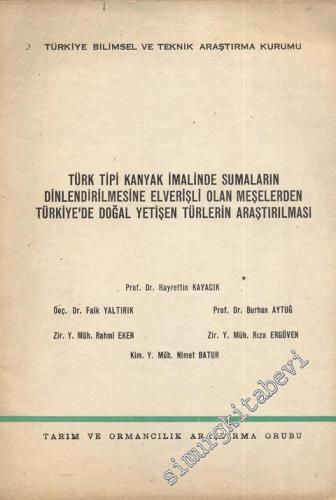 TÜRKİYE BİLİMSEL VE TEKNİK ARAŞTIRMA KURUMU
TÜRK TİPİ KANYAK İMALİNDE SUMALARIN
DİNLENDİRİLMESİNE ELVERİŞLİ OLAN MEŞELERDEN
TÜRKİYE'DE DOĞAL YETİŞEN TÜRLERİN ARAŞTIRILMASI
Prof. Dr. Hayrettin KAYACIK
Doç. Dr. Faik YALTIRIK Prof. Dr. Burhan AYTUĞ
Zir. Y. Müh. Rahmi EKEN Zir. Y. Müh. Rıza ERGÜVEN
Kim. Y. Müh. Nimet BATUR
TARIM VE ORMANCILIK ARAŞTIRMA GRUBU
simurgkitabevi.com